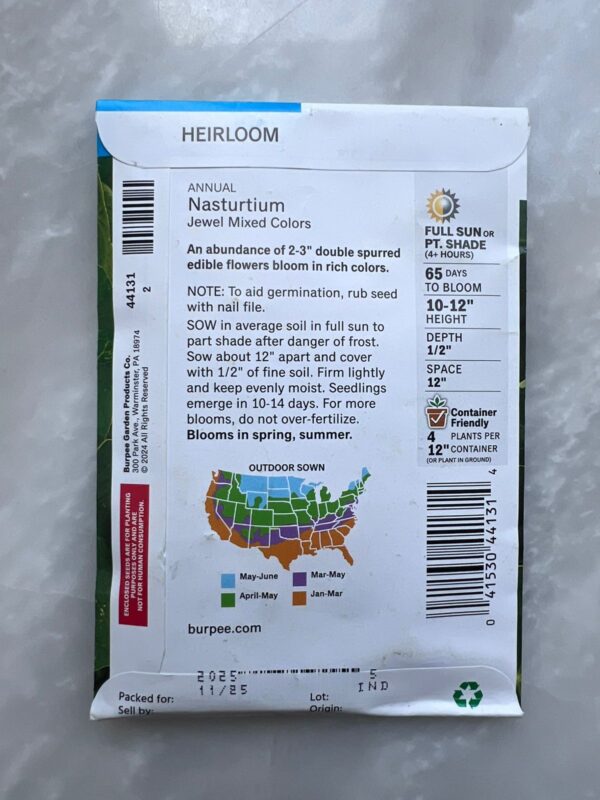 HEIRLOOM
44131
2
Burpee Garden Products Co.
300 Park Ave., Warminster, PA 18974
© 2024 All Rights Reserved
ENCLOSED SEEDS ARE FOR PLANTING
PURPOSES ONLY AND ARE
NOT FOR HUMAN CONSUMPTION.
ANNUAL
Nasturtium
Jewel Mixed Colors
An abundance of 2-3" double spurred
edible flowers bloom in rich colors.
NOTE: To aid germination, rub seed
with nail file.
SOW in average soil in full sun to
part shade after danger of frost.
Sow about 12" apart and cover
with 1/2" of fine soil. Firm lightly
and keep evenly moist. Seedlings
emerge in 10-14 days. For more
blooms, do not over-fertilize.
Blooms in spring, summer.
OUTDOOR SOWN
May-June
Mar-May
April-May
Jan-Mar
burpee.com
FULL SUN OR
PT. SHADE
(4+ HOURS)
65 DAYS
TO BLOOM
10-12"
HEIGHT
DEPTH
1/2"
SPACE
12"
Container
Friendly
4 PLANTS PER
12" CONTAINER
(OR PLANT IN GROUND)
0 41530 44131 4
2025
5
11/25
IND
Packed for:
Lot:
Sell by:
Origin: